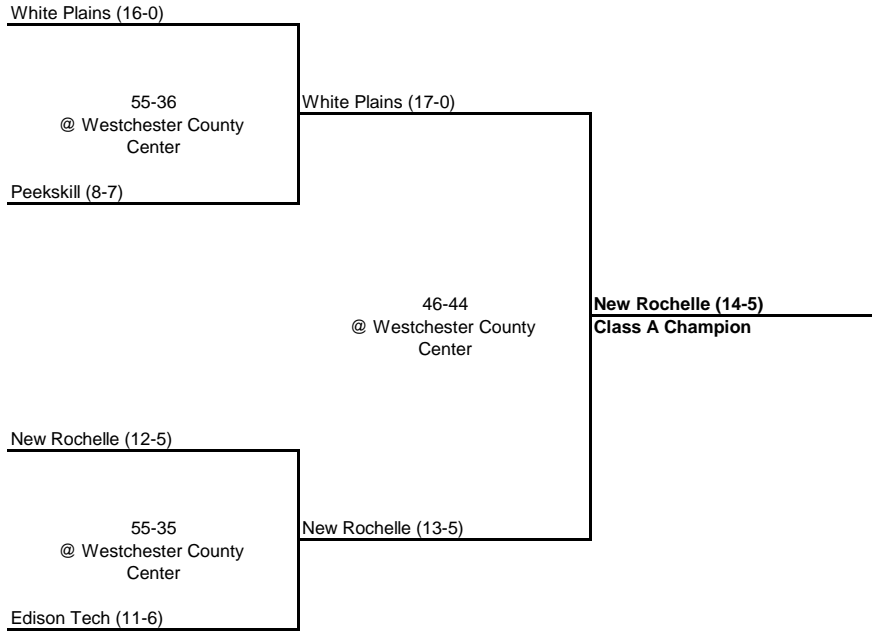 White Plains (16-0)
55-36
@ Westchester County
Center
White Plains (17-0)
Peekskill (8-7)
46-44
@ Westchester County
Center
New Rochelle (14-5)
Class A Champion
New Rochelle (12-5)
55-35
@ Westchester County
Center
New Rochelle (13-5)
Edison Tech (11-6)